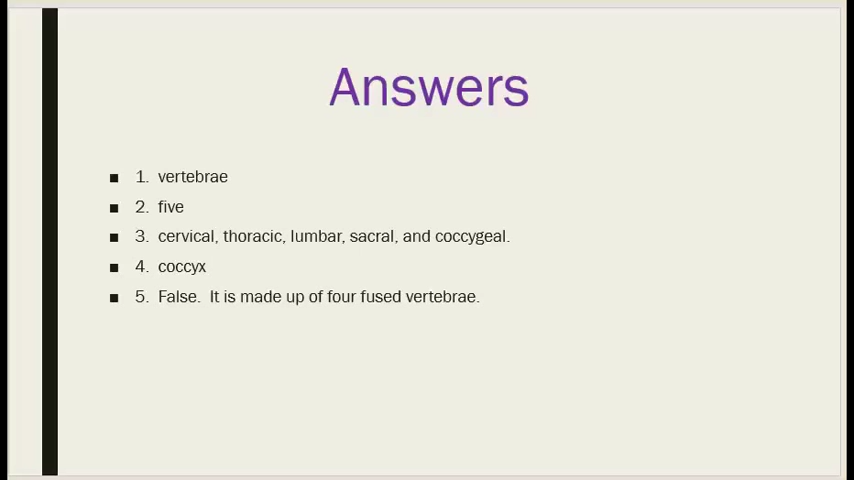 Answers
■ 1. vertebrae
■ 2. five
■ 3. cervical, thoracic, lumbar, sacral, and coccygeal.
■ 4. coccyx
■ 5. False. It is made up of four fused vertebrae.